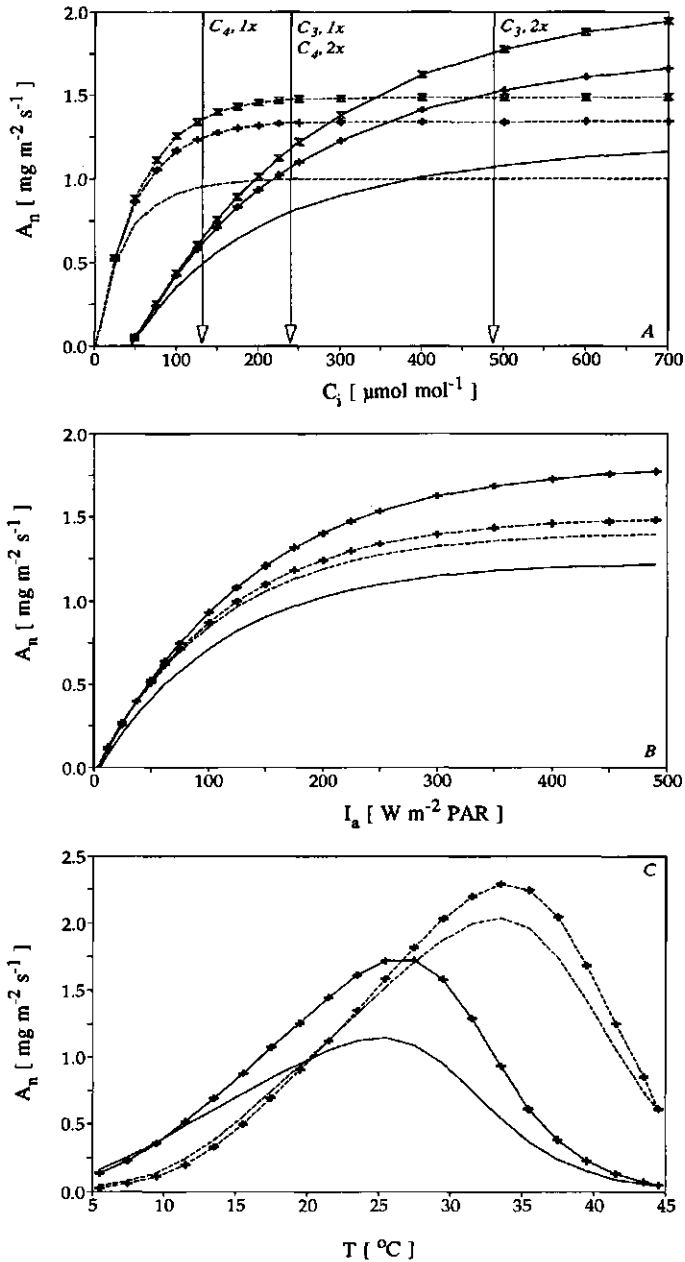 C₄, 1x
C₃, 1x
C₄, 2x
C₃, 2x
2.0
1.5
1.0
0.5
0.0
Aₙ [ mg m⁻² s⁻¹ ]
A
0 100 200 300 400 500 600 700
Cᵢ [ μmol mol⁻¹ ]
2.0
1.5
1.0
0.5
0.0
Aₙ [ mg m⁻² s⁻¹ ]
B
0 100 200 300 400 500
Iₐ [ W m⁻² PAR ]
2.5
2.0
1.5
1.0
0.5
0.0
Aₙ [ mg m⁻² s⁻¹ ]
C
5 10 15 20 25 30 35 40 45
T [ °C ]